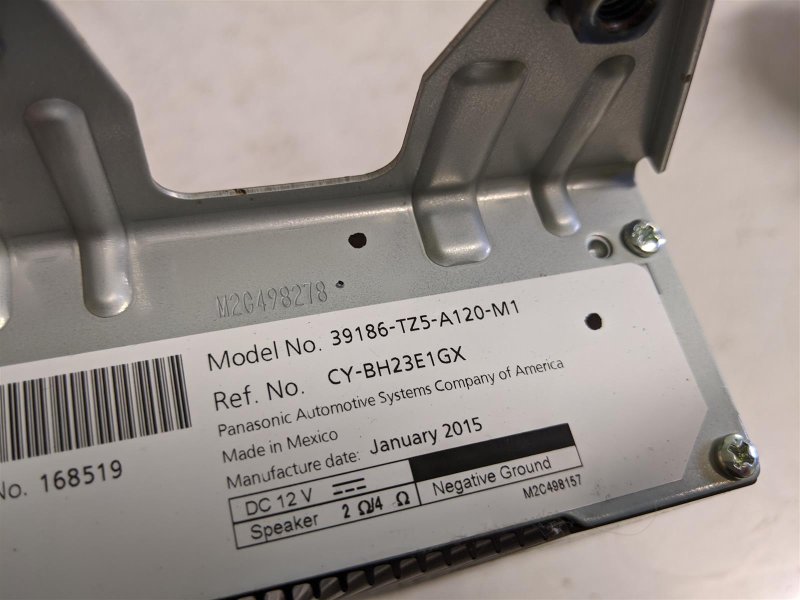 M2C498278
Model No. 39186-TZ5-A120-M1
Ref. No. CY-BH23E1GX
Panasonic Automotive Systems Company of America
Made in Mexico
Manufacture date: January 2015
No. 168519
DC 12 V
Negative Ground
Speaker 2 Ω/4 Ω
M2C498157